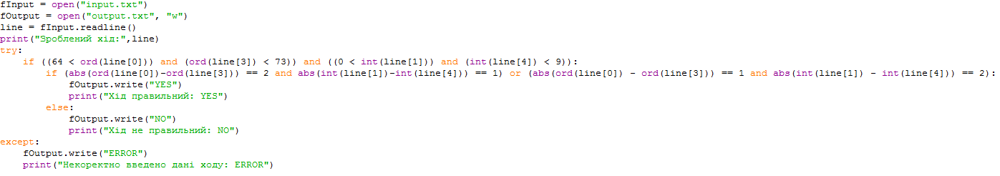 fInput = open("input.txt")
fOutput = open("output.txt", "w")
line = fInput.readline()
print("Зроблений хід:",line)
try:
    if ((64 < ord(line[0])) and (ord(line[3]) < 73)) and ((0 < int(line[1])) and (int(line[4]) < 9)):
        if (abs(ord(line[0])-ord(line[3])) == 2 and abs(int(line[1])-int(line[4])) == 1) or (abs(ord(line[0]) - ord(line[3])) == 1 and abs(int(line[1]) - int(line[4])) == 2):
            fOutput.write("YES")
            print("Хід правильний: YES")
        else:
            fOutput.write("NO")
            print("Хід не правильний: NO")
except:
    fOutput.write("ERROR")
    print("Некоректно введено дані ходу: ERROR")